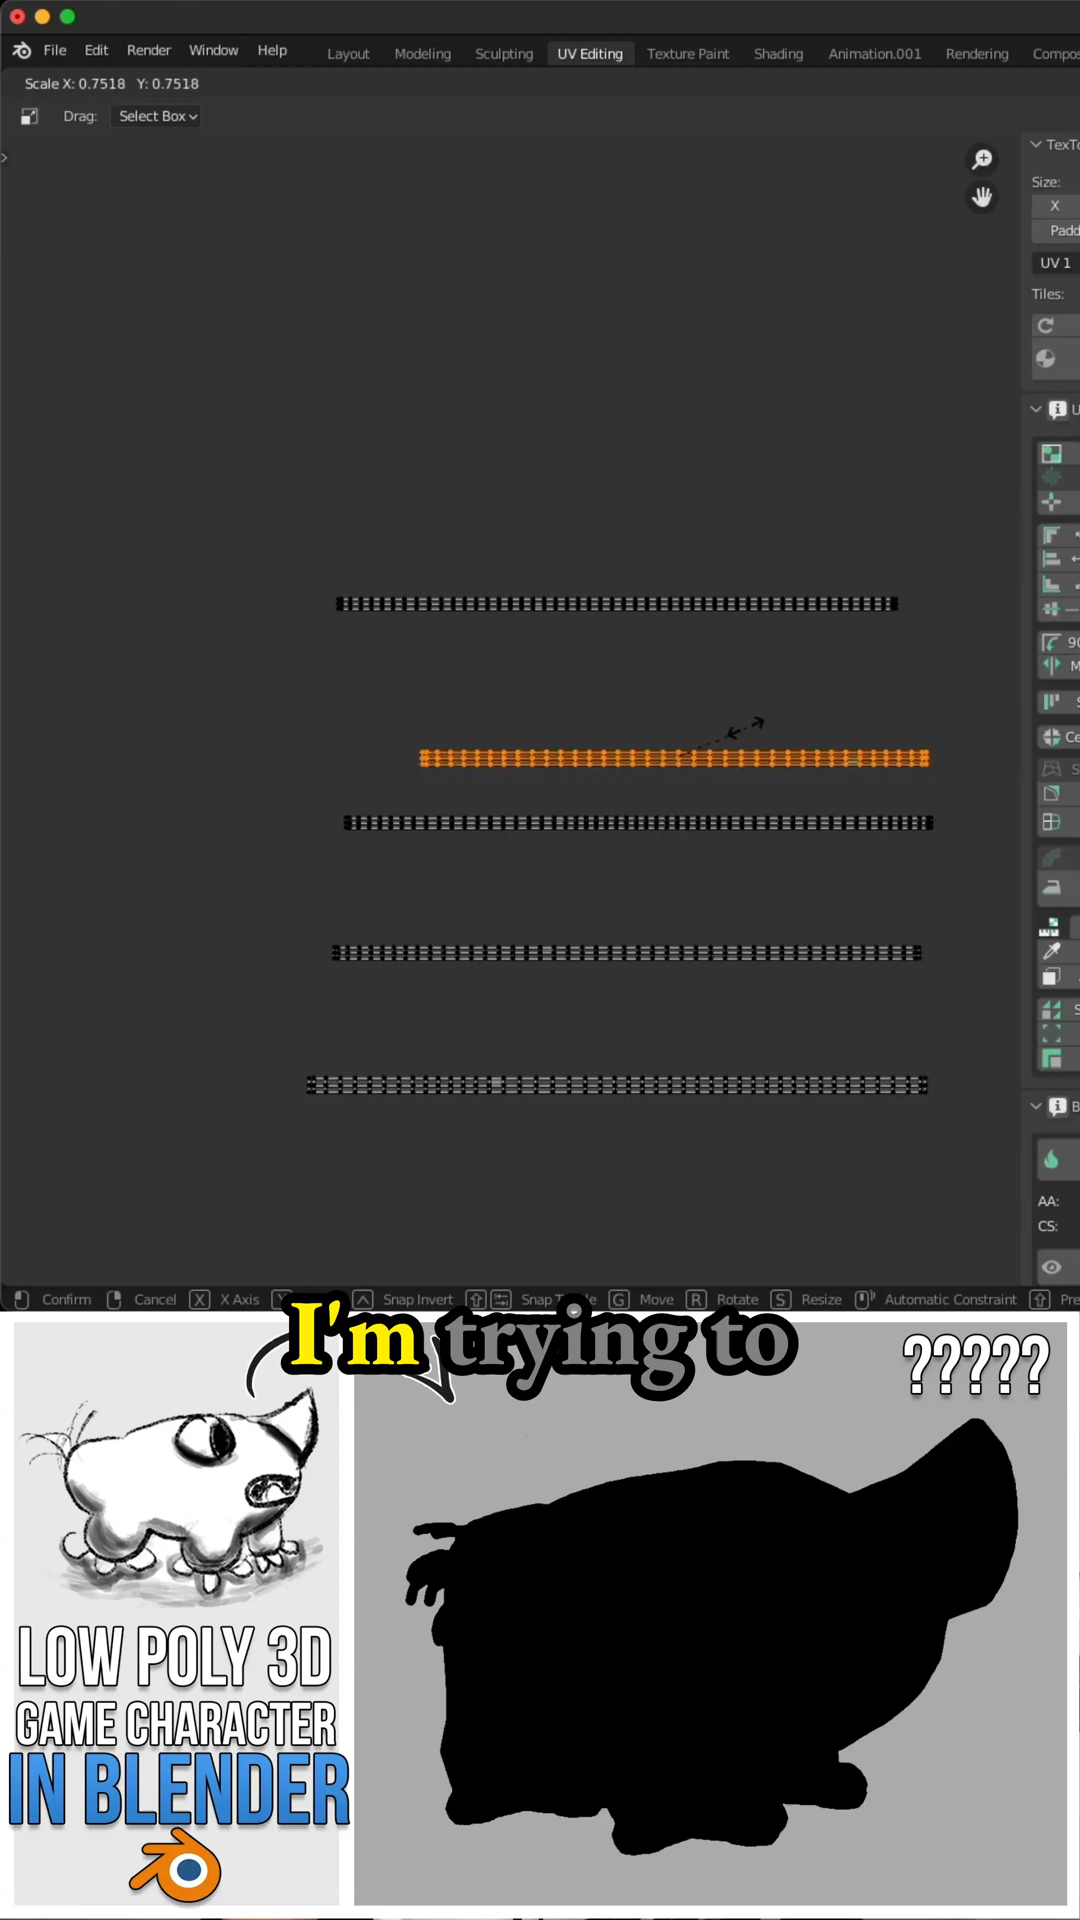 File Edit Render Window Help Layout Modeling Sculpting UV Editing Texture Paint Shading Animation.001 Rendering
Scale X: 0.7518 Y: 0.7518
Drag: Select Box
Size:
X
UV 1
Tiles:
90
AA:
CS:
Confirm Cancel X X Axis Snap Invert Snap G Move R Rotate S Resize Automatic Constraint
I'm trying to
?????
LOW POLY 3D
GAME CHARACTER
IN BLENDER